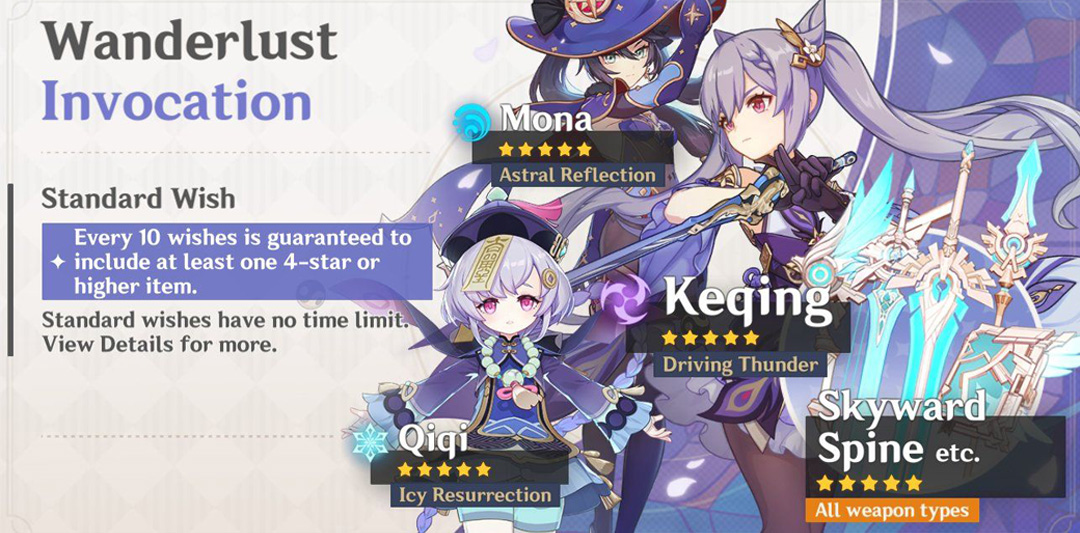 Wanderlust
Invocation
Standard Wish
Every 10 wishes is guaranteed to
include at least one 4-star or
higher item.
Standard wishes have no time limit.
View Details for more.
Mona
Astral Reflection
Keqing
Driving Thunder
Qiqi
Icy Resurrection
Skyward
Spine etc.
All weapon types